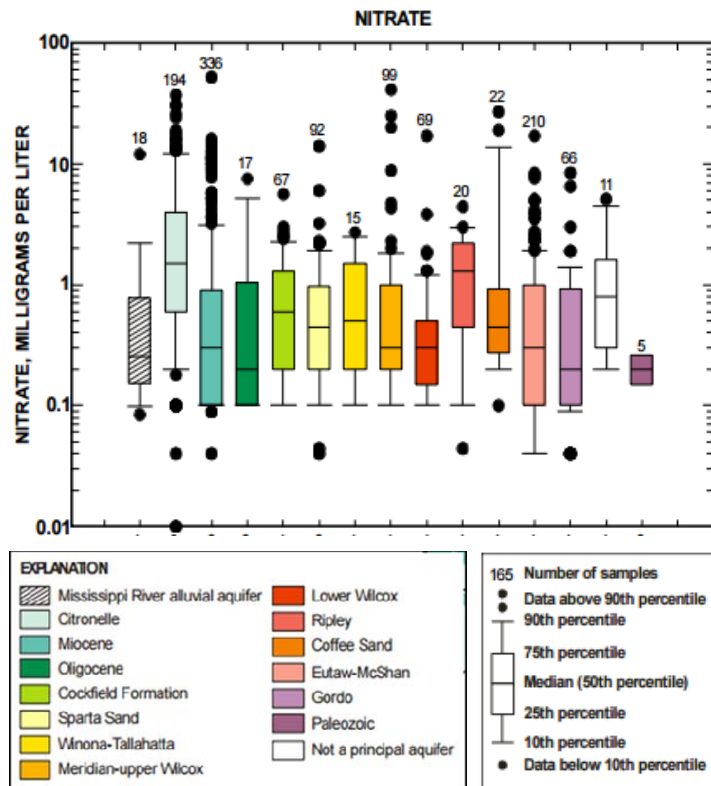 NITRATE
NITRATE, MILLIGRAMS PER LITER
100
10
1
0.1
0.01
18
194
336
17
67
92
15
99
69
20
22
210
66
11
5
EXPLANATION
Mississippi River alluvial aquifer
Citronelle
Miocene
Oligocene
Cockfield Formation
Sparta Sand
Winona-Tallahatta
Meridian-upper Wilcox
Lower Wilcox
Ripley
Coffee Sand
Eutaw-McShan
Gordo
Paleozoic
Not a principal aquifer
165 Number of samples
Data above 90th percentile
90th percentile
75th percentile
Median (50th percentile)
25th percentile
10th percentile
Data below 10th percentile